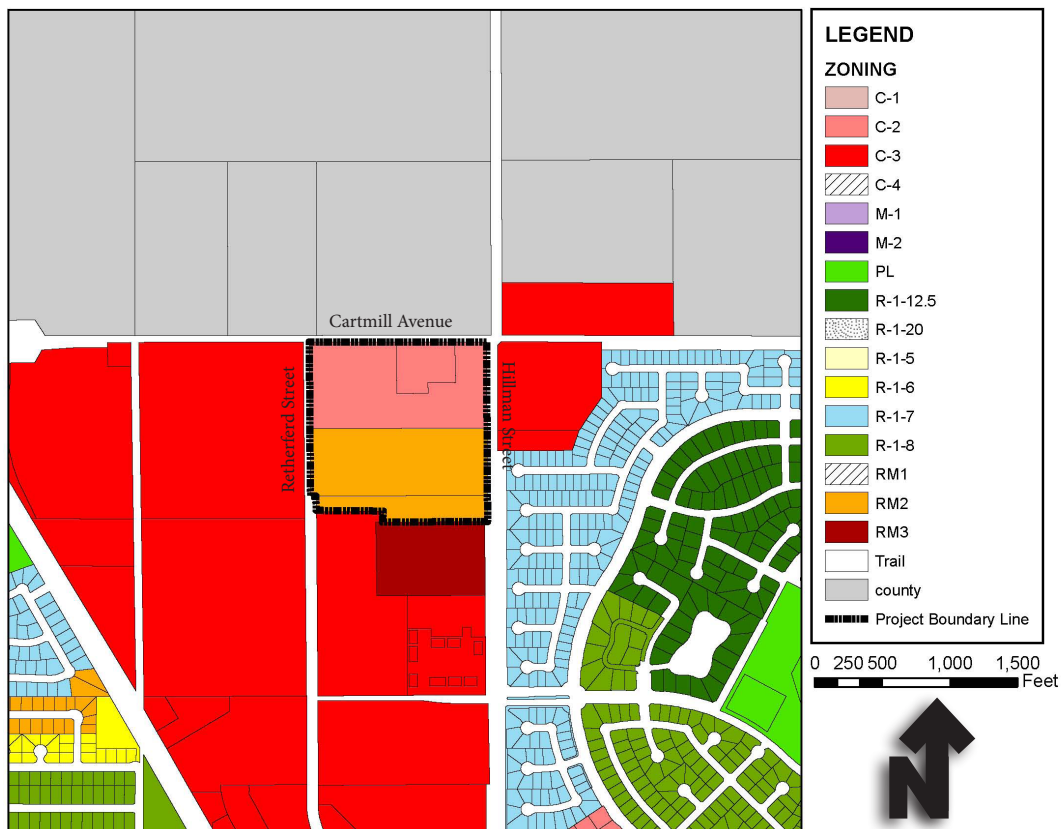 Cartmill Avenue
Retherferd Street
Hillman Street
LEGEND
ZONING
C-1
C-2
C-3
C-4
M-1
M-2
PL
R-1-12.5
R-1-20
R-1-5
R-1-6
R-1-7
R-1-8
RM1
RM2
RM3
Trail
county
Project Boundary Line
0 250 500 1,000 1,500
Feet
N